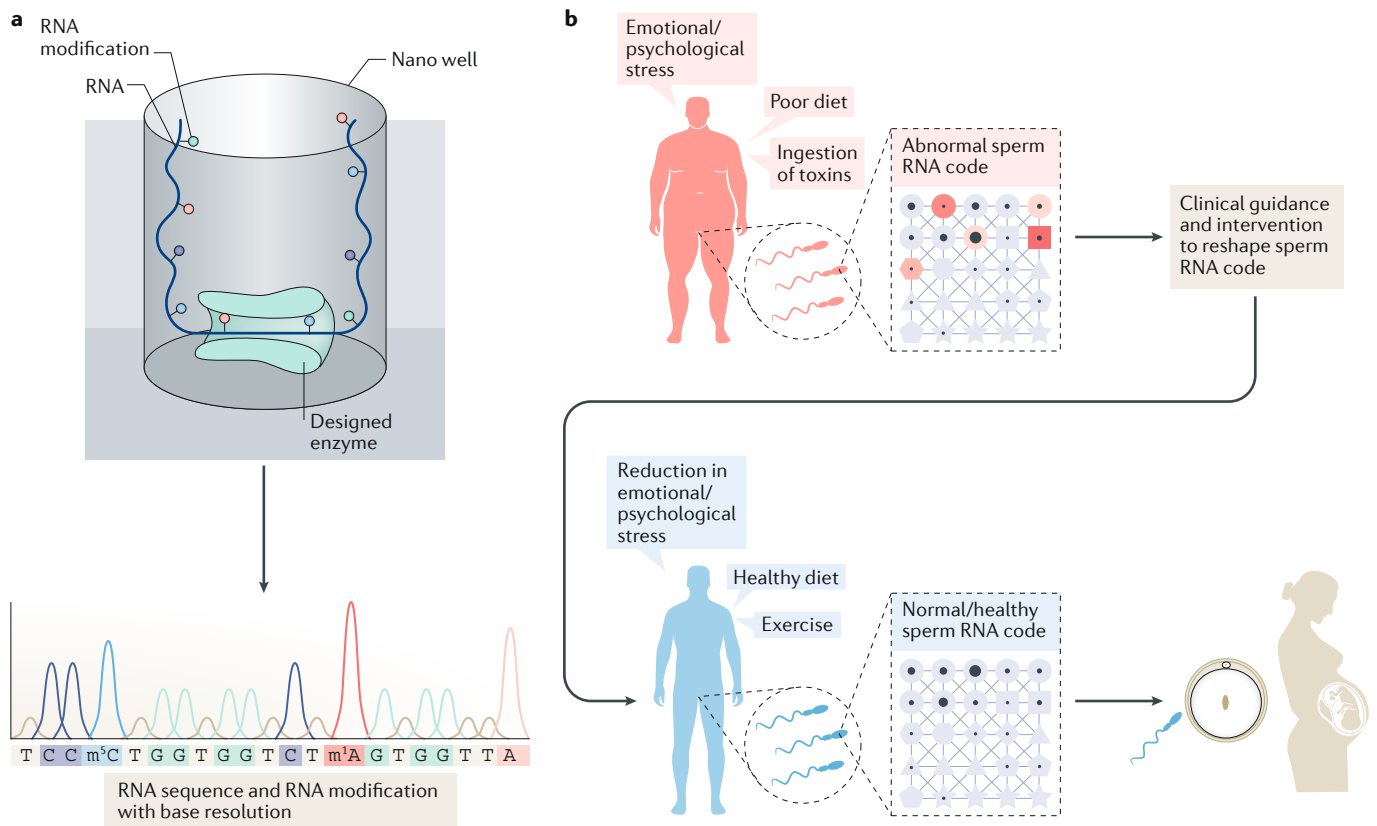 a
RNA
modification
RNA
Nano well
Designed
enzyme
T C C m⁵C T G G T G G T C T m¹A G T G G T T A
RNA sequence and RNA modification
with base resolution
b
Emotional/
psychological
stress
Poor diet
Ingestion
of toxins
Abnormal sperm
RNA code
Clinical guidance
and intervention
to reshape sperm
RNA code
Reduction in
emotional/
psychological
stress
Healthy diet
Exercise
Normal/healthy
sperm RNA code